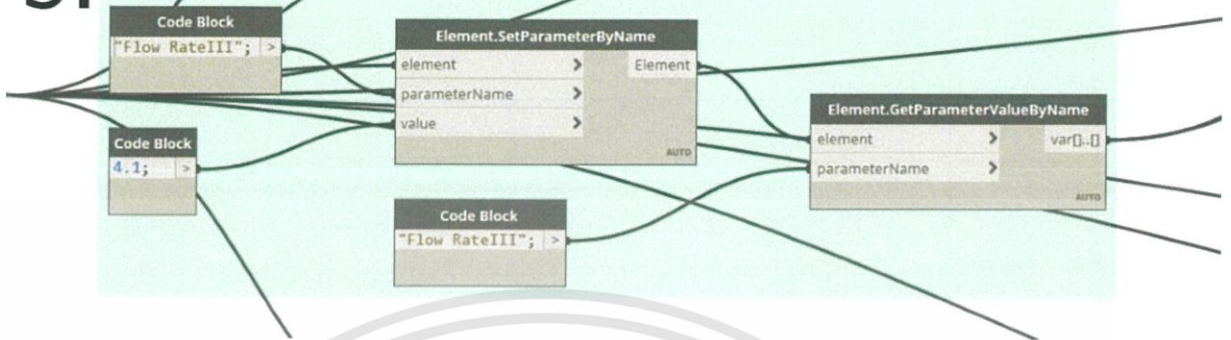 Code Block
"Flow RateIII"; >
Element.SetParameterByName
element > Element
parameterName >
value >
AUTO
Code Block
4.1; >
Element.GetParameterValueByName
element > var[]..[]
parameterName >
AUTO
Code Block
"Flow RateIII"; >